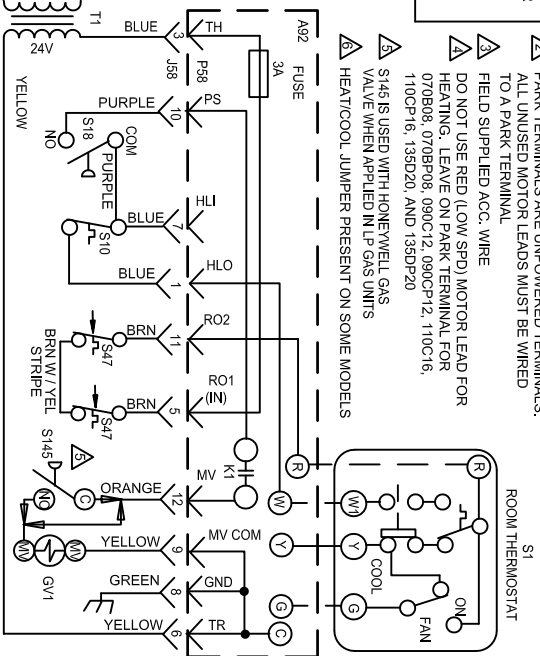 PARK TERMINALS ARE UNPOWERED TERMINALS.
ALL UNUSED MOTOR LEADS MUST BE WIRED
TO A PARK TERMINAL
3 FIELD SUPPLIED ACC. WIRE
4 DO NOT USE RED (LOW SPD) MOTOR LEAD FOR
HEATING. LEAVE ON PARK TERMINAL FOR
070B08, 070BP08, 090C12, 090CP12, 110C16,
110CP16, 135D20, AND 135DP20
5 S145 IS USED WITH HONEYWELL GAS
VALVE WHEN APPLIED IN LP GAS UNITS
6 HEAT/COOL JUMPER PRESENT ON SOME MODELS
S1
ROOM THERMOSTAT
R
ON
FAN
COOL
W1
Y
G
A92
FUSE
3A
R
W
Y
G
C
K1
P58
J58
TH
3
BLUE
PS
10
PURPLE
HLI
7
BLUE
HLO
1
BLUE
RO2
11
BRN
RO1
(IN)
5
BRN
MV
12
ORANGE
MV COM
9
YELLOW
GND
8
GREEN
TR
6
YELLOW
T1
24V
YELLOW
S18
NO
COM
PURPLE
S10
S47
S47
BRN W / YEL
STRIPE
S145
5
NO
C
MV
MV
GV1